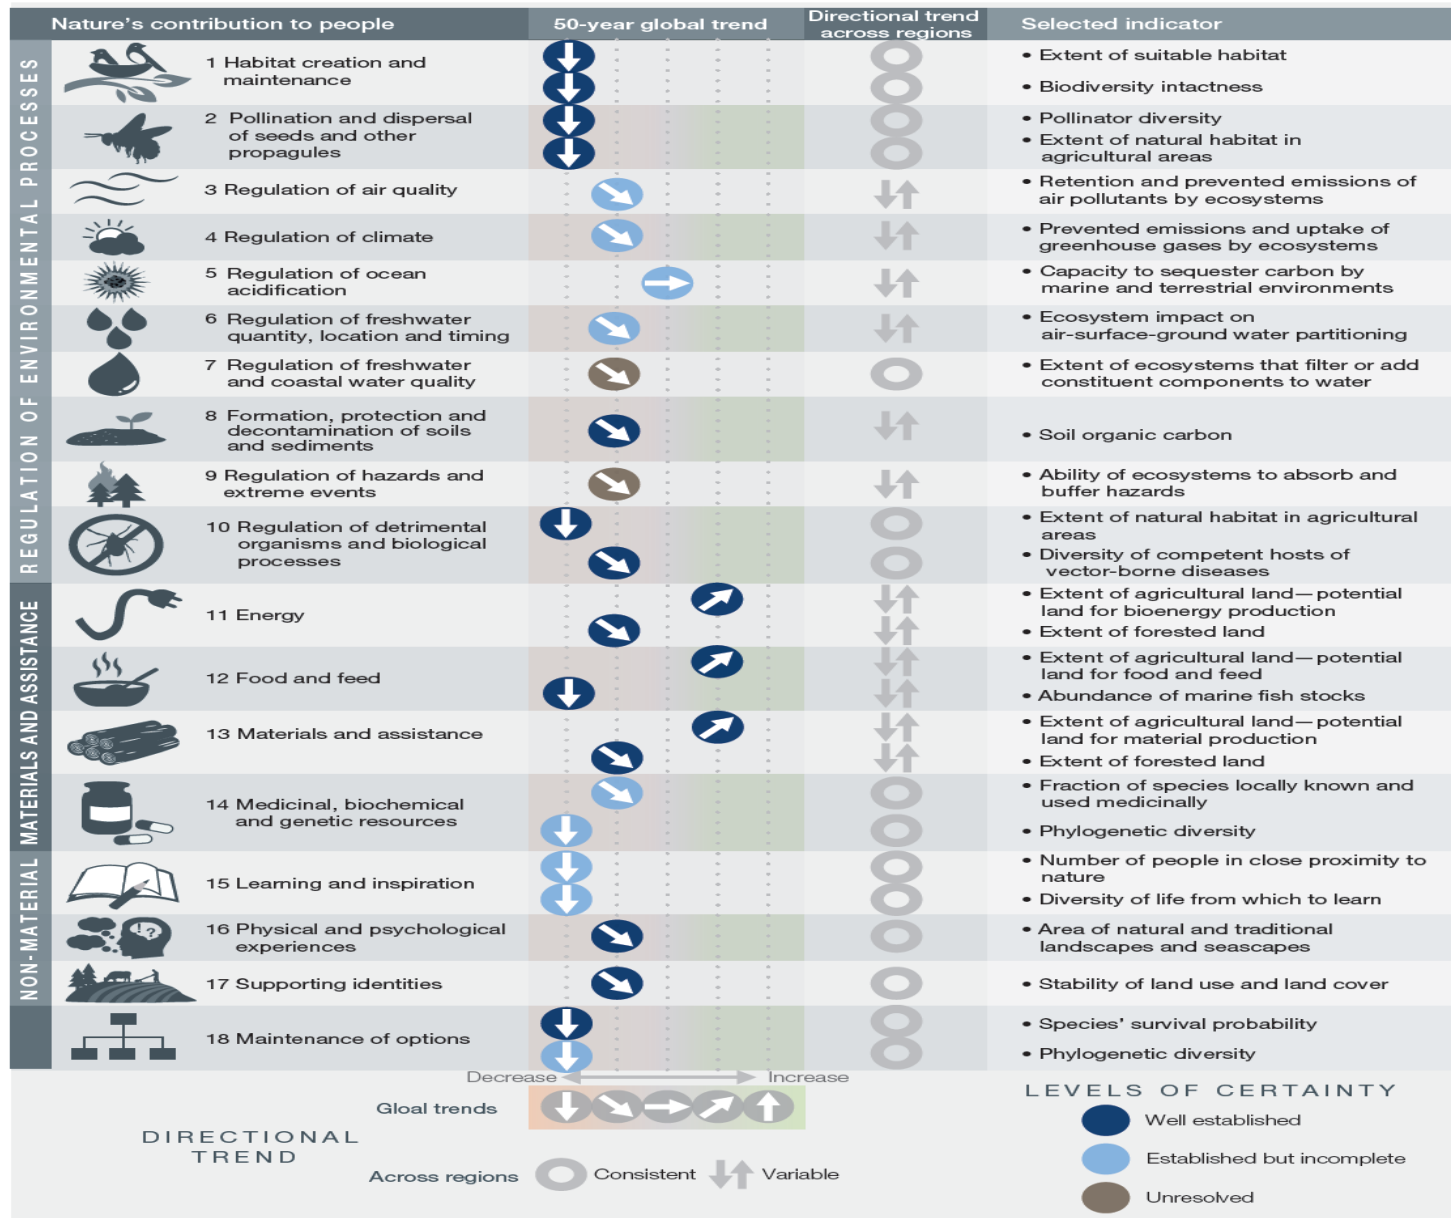 Nature's contribution to people
50-year global trend
Directional trend
across regions
Selected indicator
REGULATION OF ENVIRONMENTAL PROCESSES
1 Habitat creation and
maintenance
• Extent of suitable habitat
• Biodiversity intactness
2 Pollination and dispersal
of seeds and other
propagules
• Pollinator diversity
• Extent of natural habitat in
agricultural areas
3 Regulation of air quality
• Retention and prevented emissions of
air pollutants by ecosystems
4 Regulation of climate
• Prevented emissions and uptake of
greenhouse gases by ecosystems
5 Regulation of ocean
acidification
• Capacity to sequester carbon by
marine and terrestrial environments
6 Regulation of freshwater
quantity, location and timing
• Ecosystem impact on
air-surface-ground water partitioning
7 Regulation of freshwater
and coastal water quality
• Extent of ecosystems that filter or add
constituent components to water
8 Formation, protection and
decontamination of soils
and sediments
• Soil organic carbon
9 Regulation of hazards and
extreme events
• Ability of ecosystems to absorb and
buffer hazards
10 Regulation of detrimental
organisms and biological
processes
• Extent of natural habitat in agricultural
areas
• Diversity of competent hosts of
vector-borne diseases
MATERIALS AND ASSISTANCE
11 Energy
• Extent of agricultural land—potential
land for bioenergy production
• Extent of forested land
12 Food and feed
• Extent of agricultural land—potential
land for food and feed
• Abundance of marine fish stocks
13 Materials and assistance
• Extent of agricultural land—potential
land for material production
• Extent of forested land
14 Medicinal, biochemical
and genetic resources
• Fraction of species locally known and
used medicinally
• Phylogenetic diversity
NON-MATERIAL
15 Learning and inspiration
• Number of people in close proximity to
nature
• Diversity of life from which to learn
!?
16 Physical and psychological
experiences
• Area of natural and traditional
landscapes and seascapes
17 Supporting identities
• Stability of land use and land cover
18 Maintenance of options
• Species' survival probability
• Phylogenetic diversity
Decrease
Increase
Gloal trends
DIRECTIONAL
TREND
Across regions
Consistent
Variable
LEVELS OF CERTAINTY
Well established
Established but incomplete
Unresolved